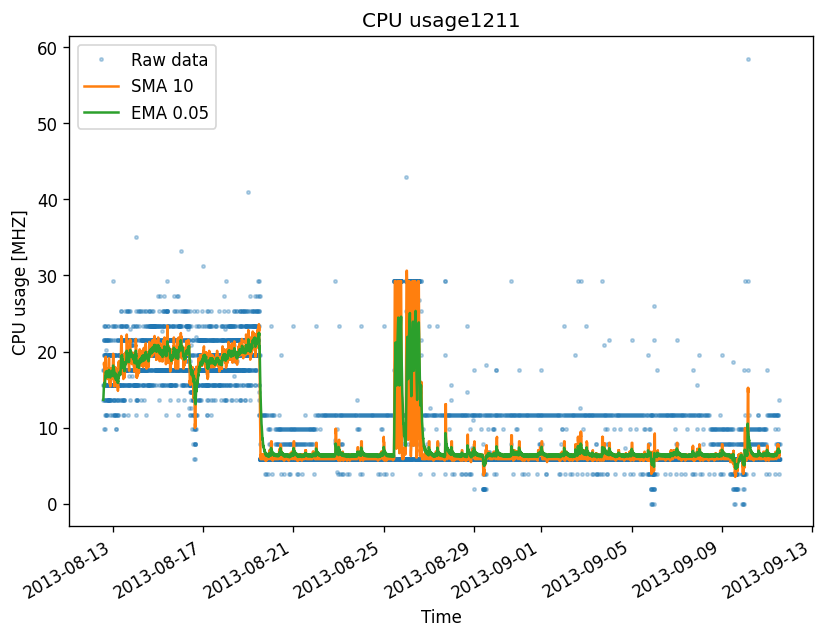 CPU usage1211
Raw data
SMA 10
EMA 0.05
CPU usage [MHZ]
60
50
40
30
20
10
0
2013-08-13
2013-08-17
2013-08-21
2013-08-25
2013-08-29
2013-09-01
2013-09-05
2013-09-09
2013-09-13
Time